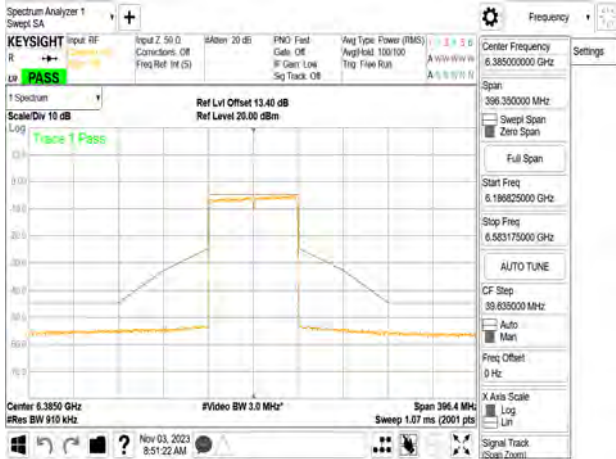 Spectrum Analyzer 1
Swept SA
+
Frequency
KEYSIGHT
Input: RF
Input Z: 50 Ω
Corrections: Off
Freq Ref: Int (S)
#Atten: 20 dB
PNO: Fast
Gate: Off
IF Gain: Low
Sig Track: Off
Avg Type: Power (RMS)
Avg|Hold: 100/100
Trig: Free Run
PASS
1 Spectrum
Scale/Div 10 dB
Ref Lvl Offset 13.40 dB
Ref Level 20.00 dBm
Log
Trace 1 Pass
Center 6.3850 GHz
#Res BW 910 kHz
#Video BW 3.0 MHz*
Span 396.4 MHz
Sweep 1.07 ms (2001 pts)
Nov 03, 2023
8:51:22 AM
Center Frequency
6.385000000 GHz
Settings
Span
396.350000 MHz
Swept Span
Zero Span
Full Span
Start Freq
6.186825000 GHz
Stop Freq
6.583175000 GHz
AUTO TUNE
CF Step
39.635000 MHz
Auto
Man
Freq Offset
0 Hz
X Axis Scale
Log
Lin
Signal Track
(Span Zoom)